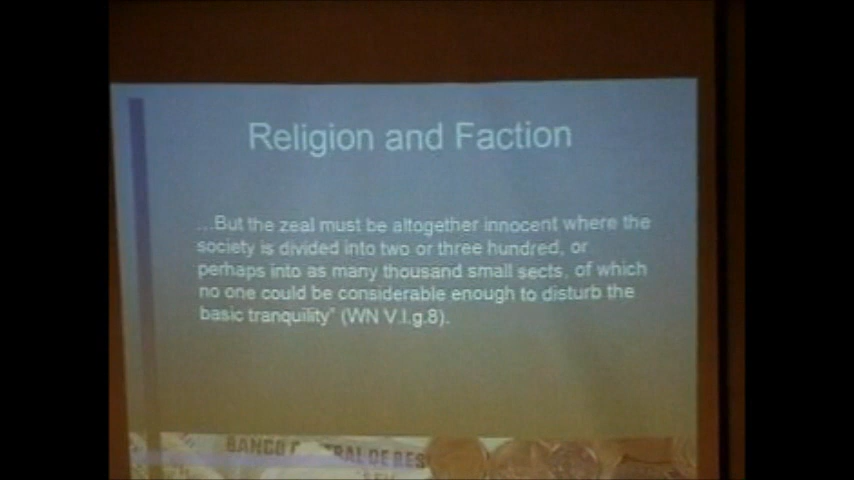 Religion and Faction
...But the zeal must be altogether innocent where the
society is divided into two or three hundred, or
perhaps into as many thousand small sects, of which
no one could be considerable enough to disturb the
basic tranquility” (WN V.I.g.8).
BANCO C TRAL DE RES